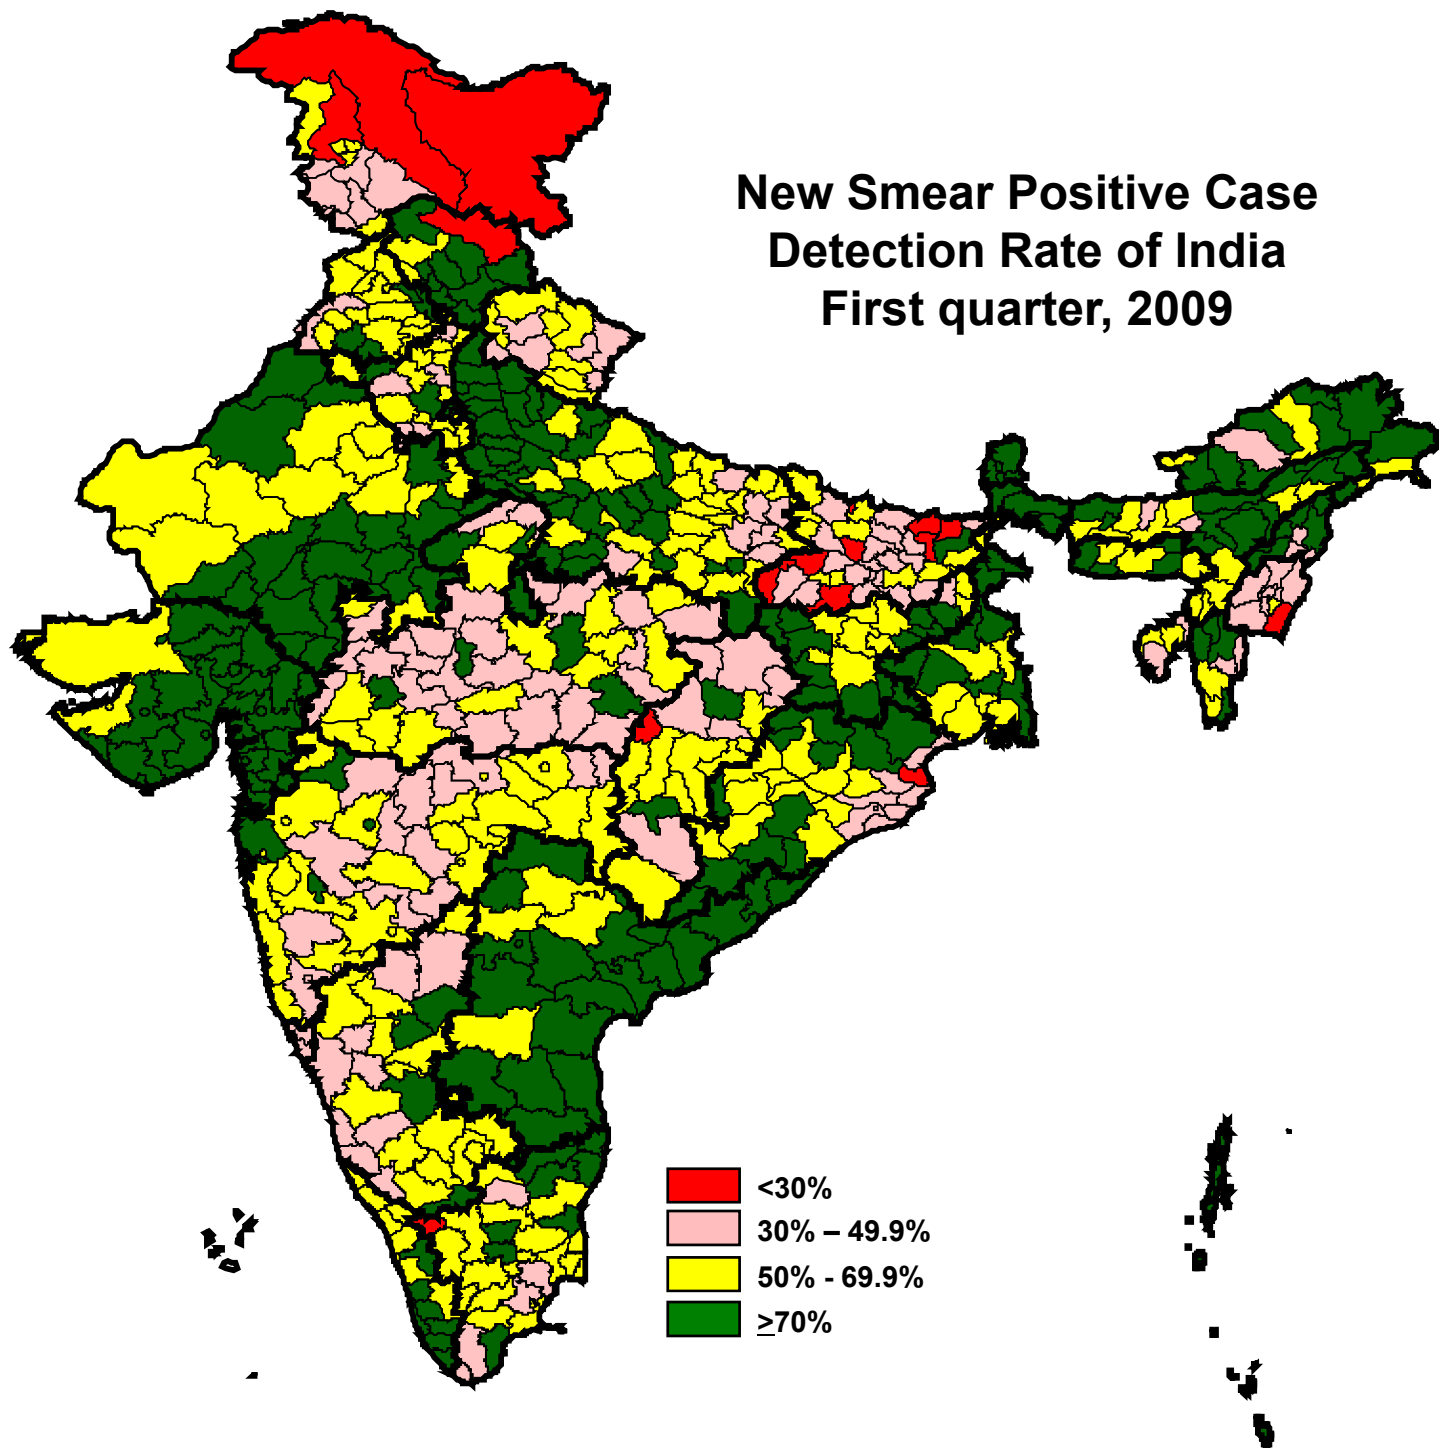 New Smear Positive Case
Detection Rate of India
First quarter, 2009
<30%
30% – 49.9%
50% - 69.9%
≥70%